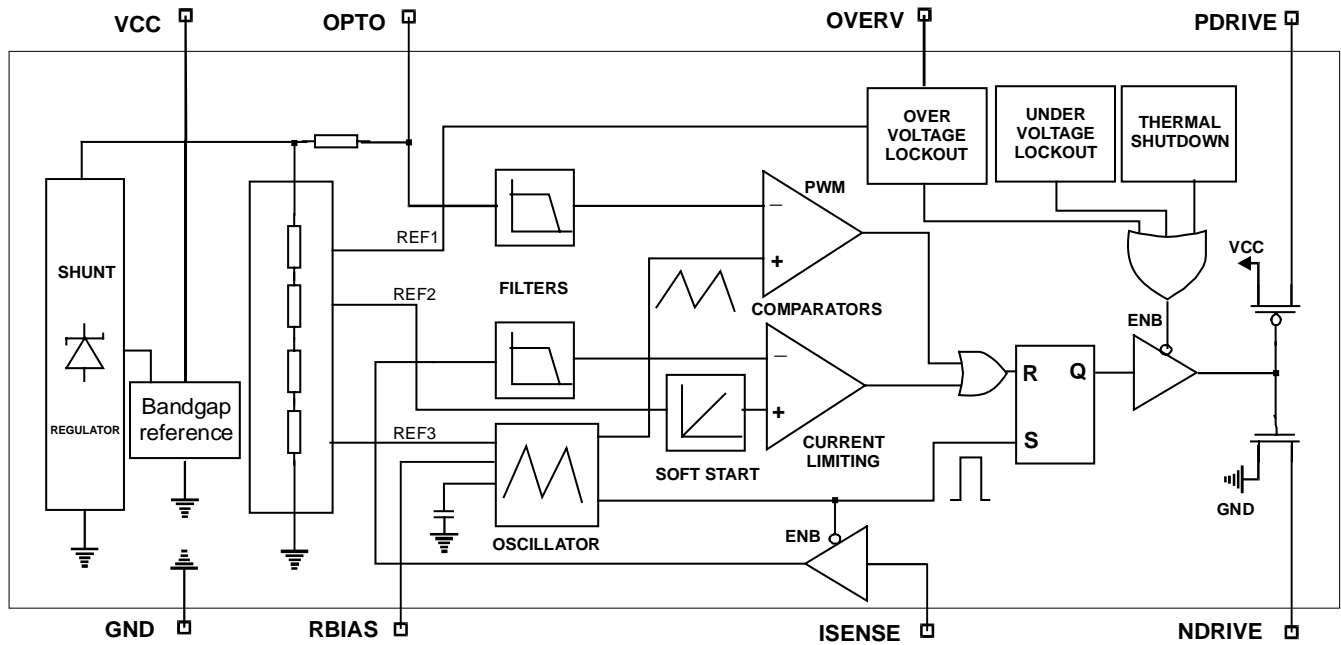 VCC
OPTO
OVERV
PDRIVE
OVER
VOLTAGE
LOCKOUT
UNDER
VOLTAGE
LOCKOUT
THERMAL
SHUTDOWN
PWM
−
+
REF1
SHUNT
REGULATOR
REF2
FILTERS
COMPARATORS
VCC
ENB
Bandgap
reference
−
+
R
Q
S
REF3
SOFT START
CURRENT
LIMITING
OSCILLATOR
ENB
GND
GND
RBIAS
ISENSE
NDRIVE